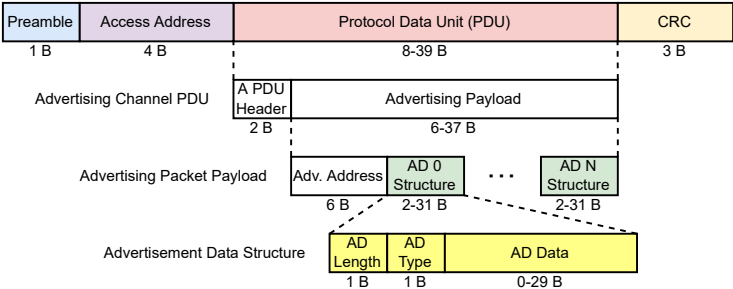 Preamble Access Address Protocol Data Unit (PDU) CRC
1 B 4 B 8-39 B 3 B
Advertising Channel PDU
A PDU
Header
Advertising Payload
2 B 6-37 B
Advertising Packet Payload
Adv. Address
AD 0
Structure
...
AD N
Structure
6 B 2-31 B 2-31 B
Advertisement Data Structure
AD
Length
AD
Type
AD Data
1 B 1 B 0-29 B